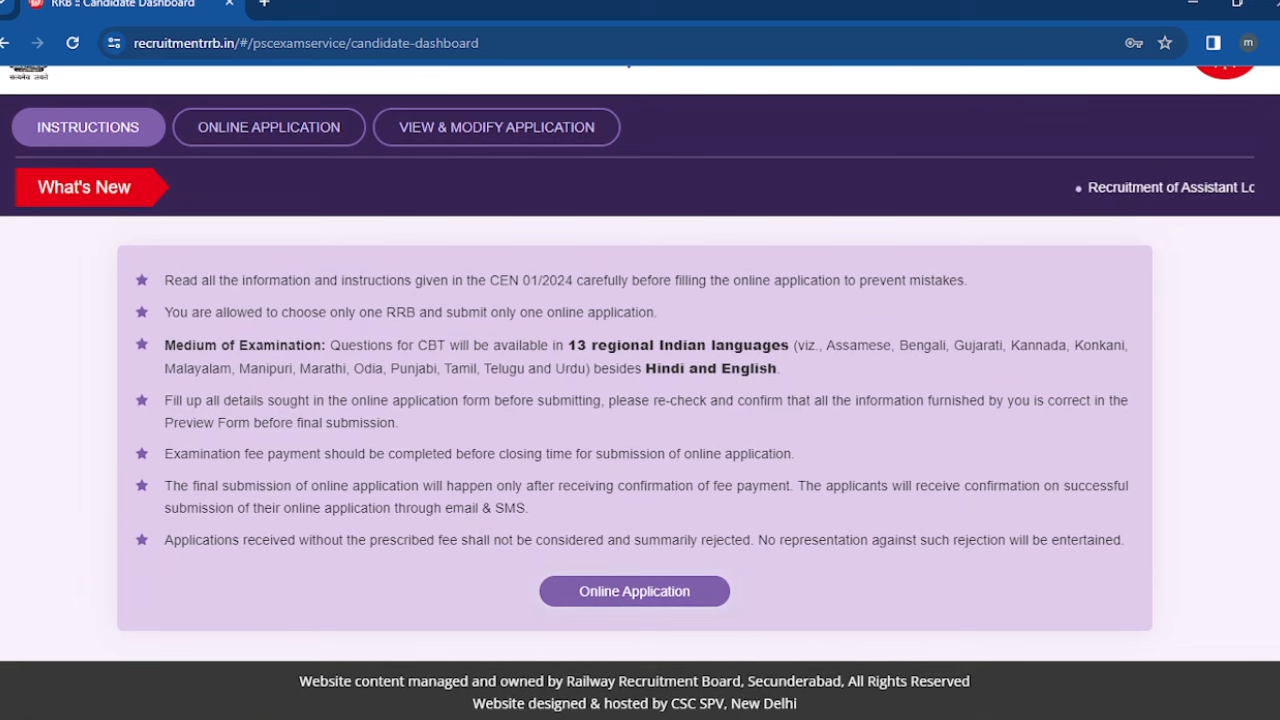 RRB :: Candidate Dashboard
recruitmentrrb.in/#/pscexamservice/candidate-dashboard
m
सत्यमेव जयते
INSTRUCTIONS
ONLINE APPLICATION
VIEW & MODIFY APPLICATION
What's New
Recruitment of Assistant Lo
Read all the information and instructions given in the CEN 01/2024 carefully before filling the online application to prevent mistakes.
You are allowed to choose only one RRB and submit only one online application.
Medium of Examination: Questions for CBT will be available in 13 regional Indian languages (viz., Assamese, Bengali, Gujarati, Kannada, Konkani,
Malayalam, Manipuri, Marathi, Odia, Punjabi, Tamil, Telugu and Urdu) besides Hindi and English.
Fill up all details sought in the online application form before submitting, please re-check and confirm that all the information furnished by you is correct in the
Preview Form before final submission.
Examination fee payment should be completed before closing time for submission of online application.
The final submission of online application will happen only after receiving confirmation of fee payment. The applicants will receive confirmation on successful
submission of their online application through email & SMS.
Applications received without the prescribed fee shall not be considered and summarily rejected. No representation against such rejection will be entertained.
Online Application
Website content managed and owned by Railway Recruitment Board, Secunderabad, All Rights Reserved
Website designed & hosted by CSC SPV, New Delhi